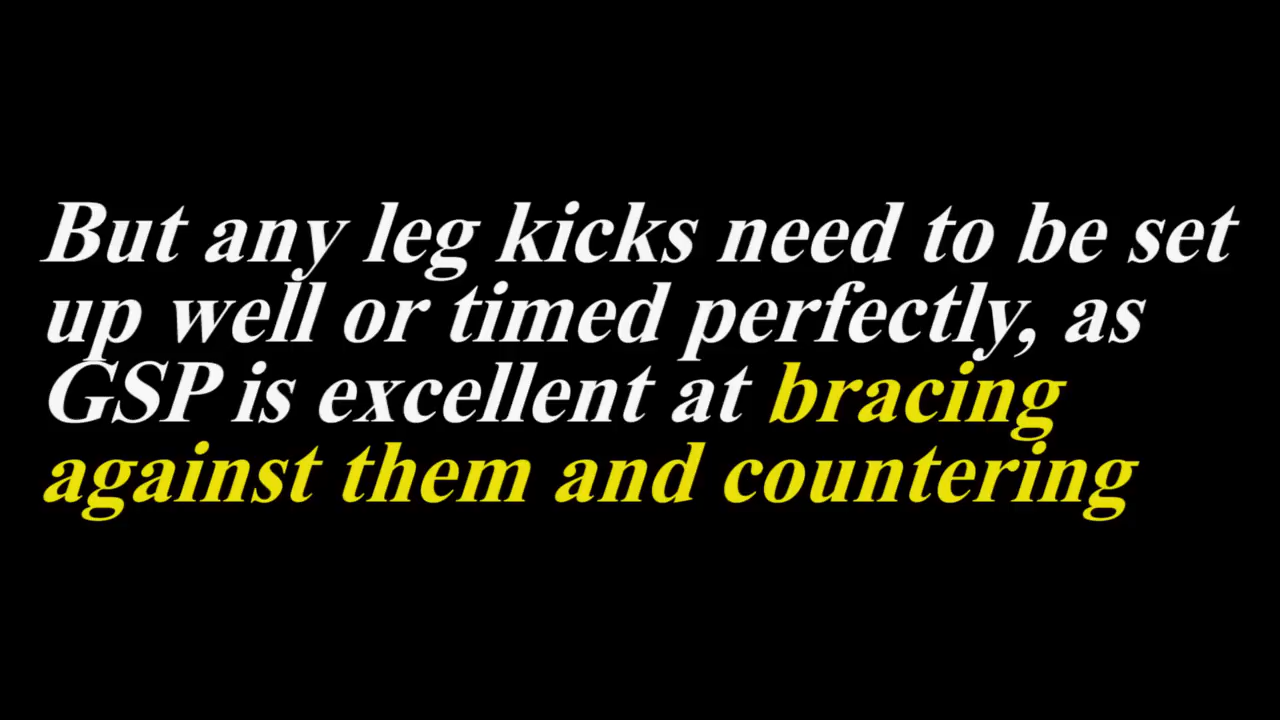 But any leg kicks need to be set
up well or timed perfectly, as
GSP is excellent at bracing
against them and countering